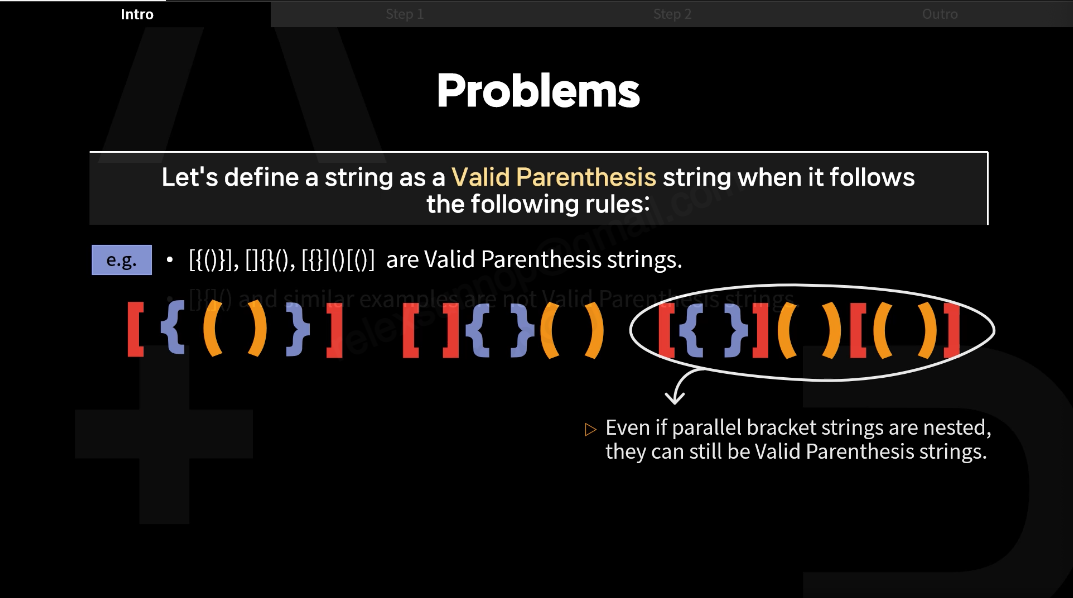 Intro
Step 1
Step 2
Outro
Problems
Let's define a string as a Valid Parenthesis string when it follows
the following rules:
e.g.
• [{()}], []{}(), [{}]()[()] are Valid Parenthesis strings.
and similar examples are not Valid Parenthesis strings
[ { ( ) } ] [ ] { } ( ) [ { } ] ( ) [ ( ) ]
▷ Even if parallel bracket strings are nested,
they can still be Valid Parenthesis strings.